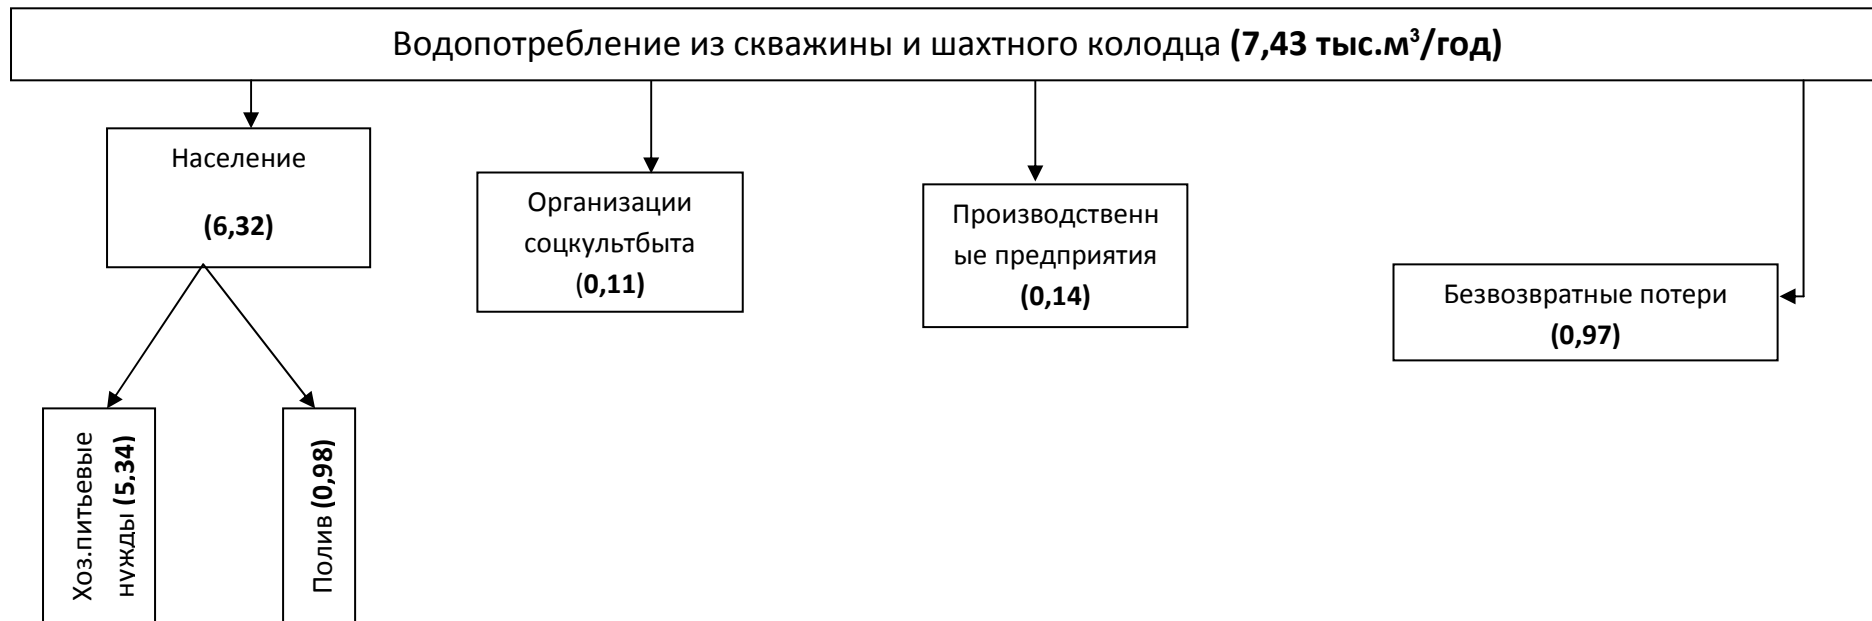 Водопотребление из скважины и шахтного колодца (7,43 тыс.м³/год)
Население
(6,32)
Организации
соцкультбыта
(0,11)
Производственн
ые предприятия
(0,14)
Безвозвратные потери
(0,97)
Хоз.питьевые
нужды (5,34)
Полив (0,98)